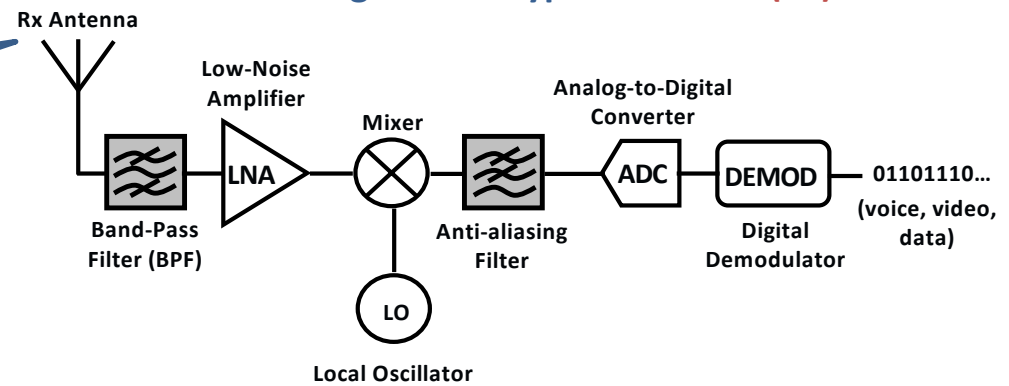 Rx Antenna
Low-Noise
Amplifier
Mixer
Analog-to-Digital
Converter
LNA
ADC
DEMOD
01101110...
(voice, video,
data)
Band-Pass
Filter (BPF)
Anti-aliasing
Filter
Digital
Demodulator
LO
Local Oscillator